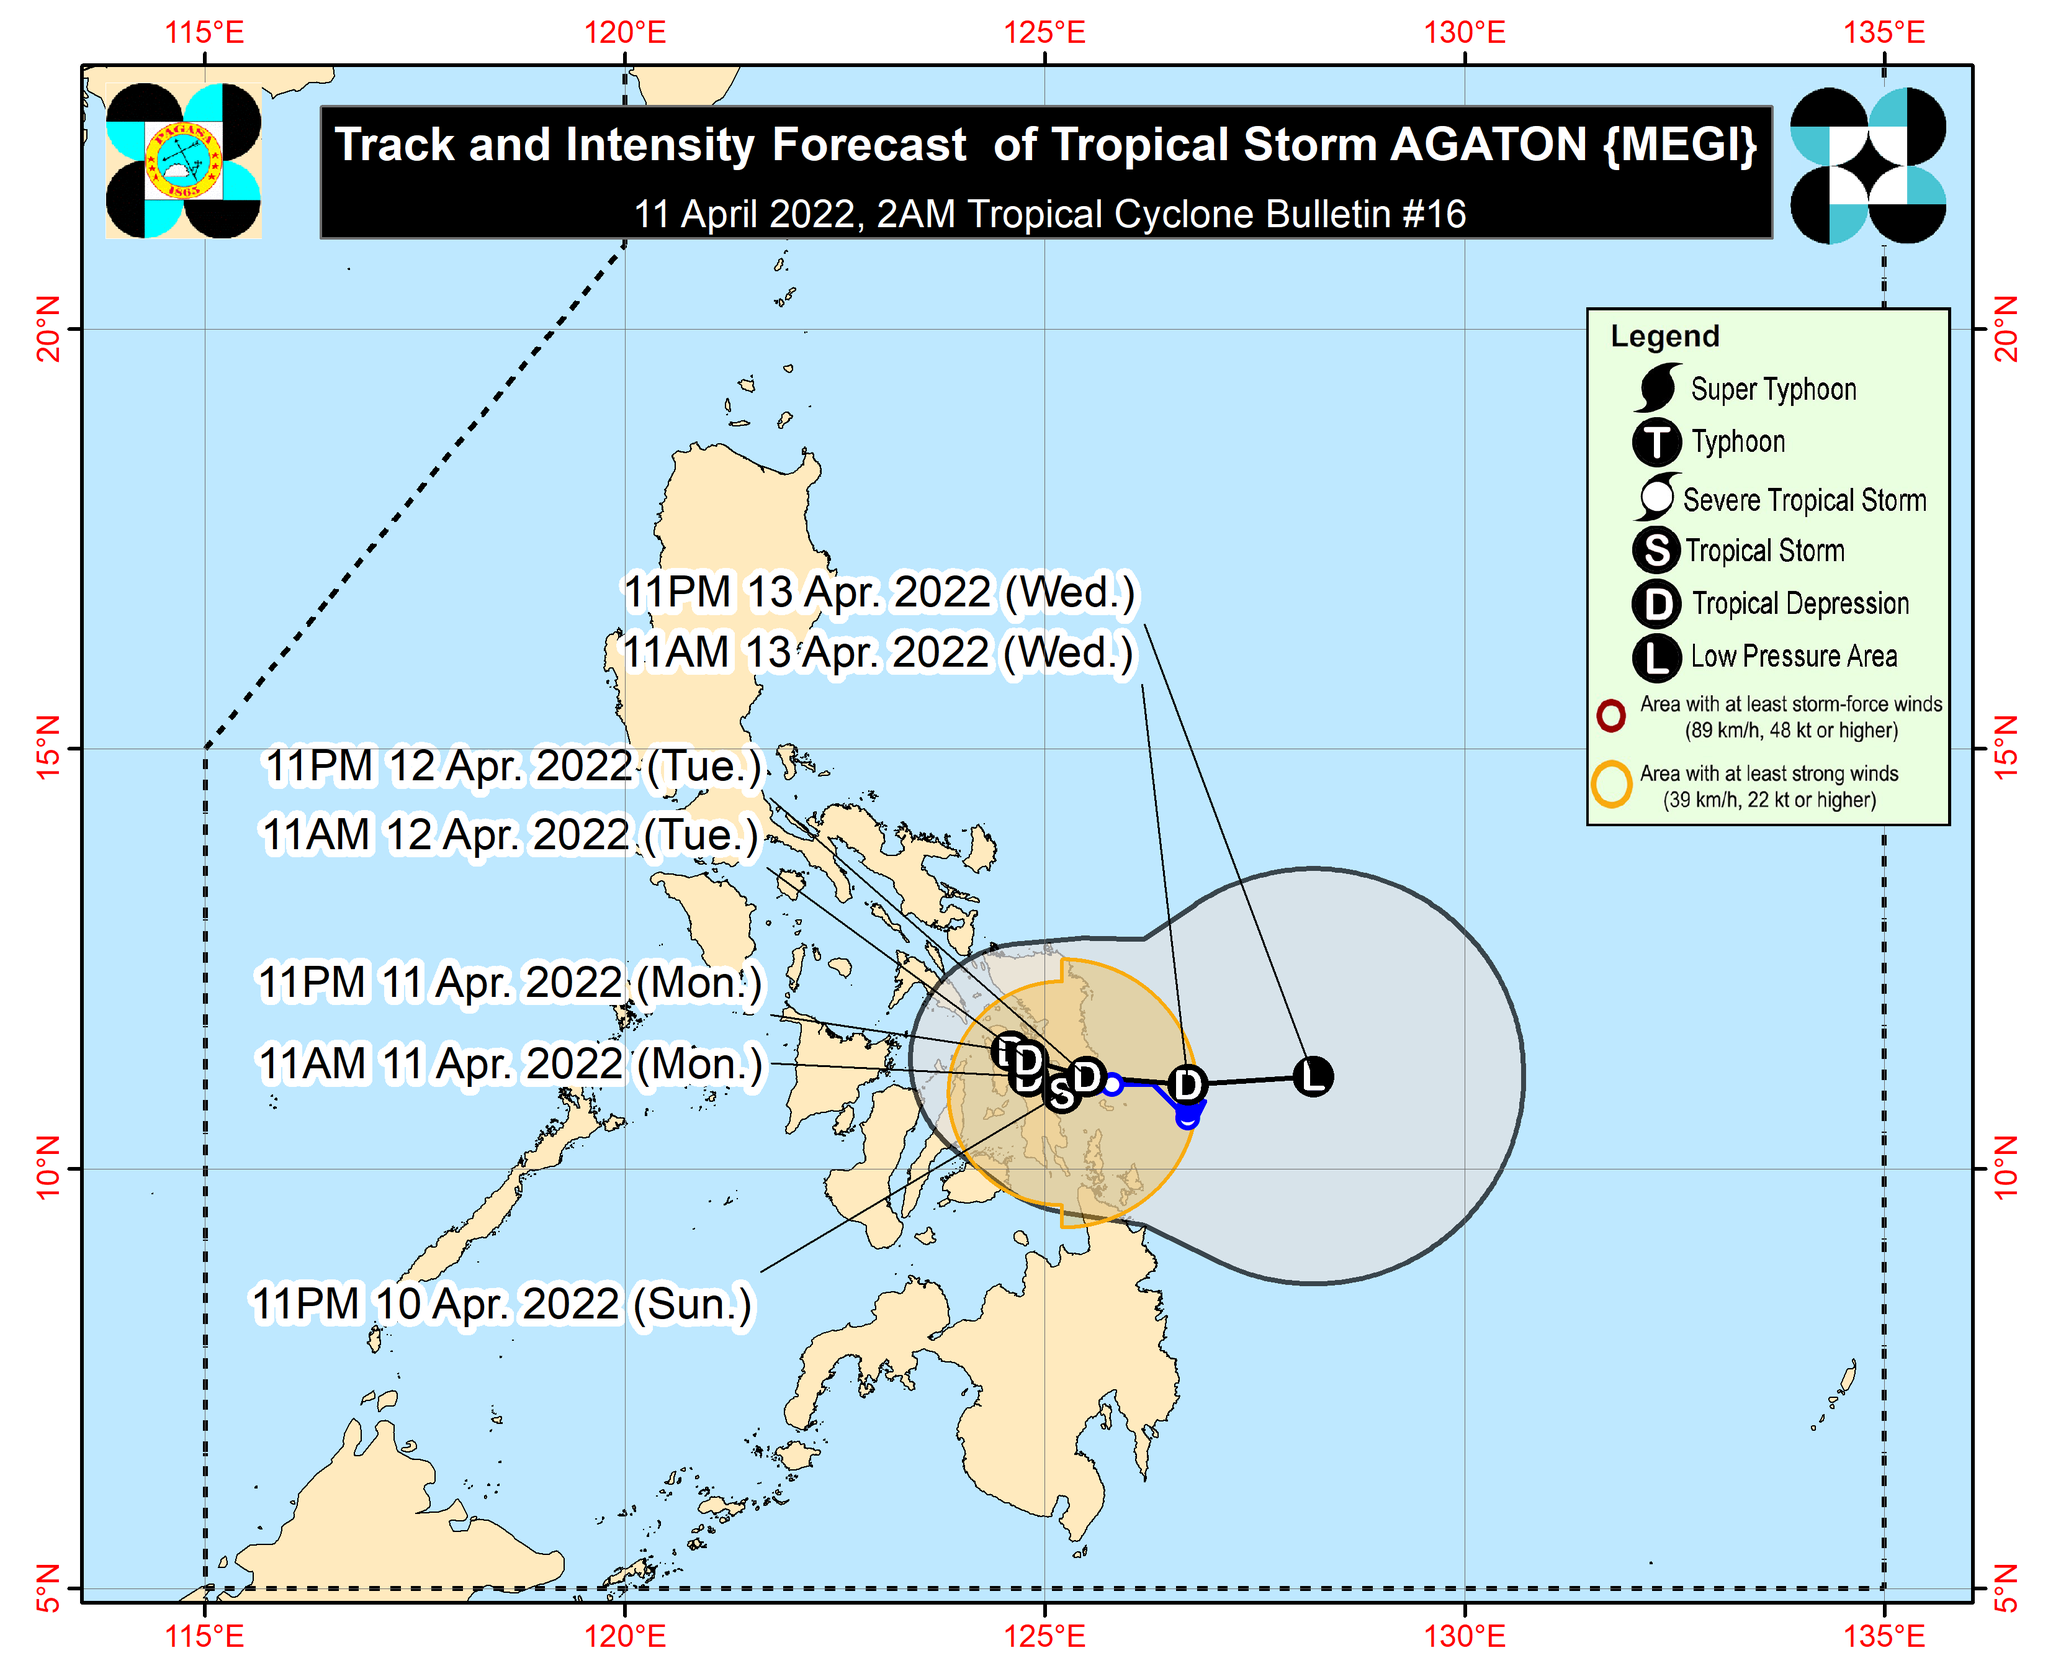 115°E 120°E 125°E 130°E 135°E
PAGASA
1865
Track and Intensity Forecast of Tropical Storm AGATON {MEGI}
11 April 2022, 2AM Tropical Cyclone Bulletin #16
20°N
20°N
Legend
Super Typhoon
T Typhoon
Severe Tropical Storm
S Tropical Storm
D Tropical Depression
L Low Pressure Area
Area with at least storm-force winds
(89 km/h, 48 kt or higher)
Area with at least strong winds
(39 km/h, 22 kt or higher)
11PM 13 Apr. 2022 (Wed.)
11AM 13 Apr. 2022 (Wed.)
15°N
15°N
11PM 12 Apr. 2022 (Tue.)
11AM 12 Apr. 2022 (Tue.)
11PM 11 Apr. 2022 (Mon.)
11AM 11 Apr. 2022 (Mon.)
D
D
D
S
D
D
L
10°N
10°N
11PM 10 Apr. 2022 (Sun.)
5°N
5°N
115°E 120°E 125°E 130°E 135°E